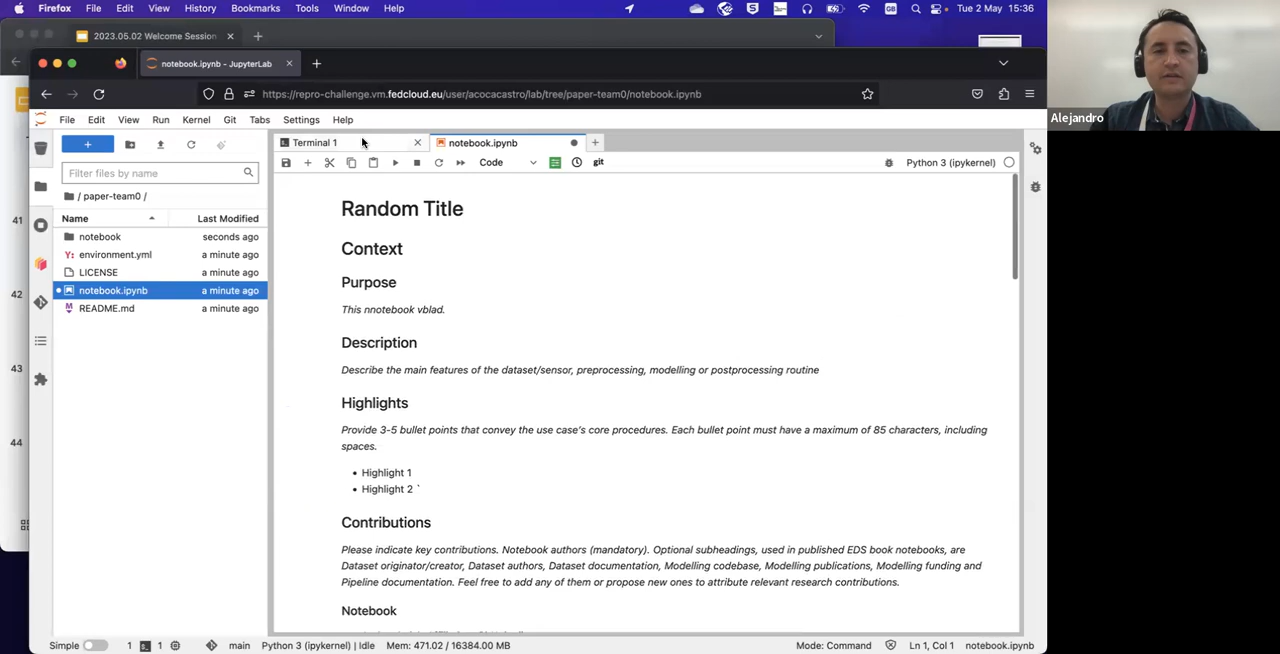 Firefox File Edit View History Bookmarks Tools Window Help Tue 2 May 15:36
2023.05.02 Welcome Session
notebook.ipynb - JupyterLab
https://repro-challenge.vm.fedcloud.eu/user/acocacastro/lab/tree/paper-team0/notebook.ipynb
Alejandro
File Edit View Run Kernel Git Tabs Settings Help
Terminal 1 notebook.ipynb
Code git Python 3 (ipykernel)
Filter files by name
/ paper-team0 /
Name Last Modified
notebook seconds ago
environment.yml a minute ago
LICENSE a minute ago
notebook.ipynb a minute ago
README.md a minute ago
41
42
43
44
Random Title
Context
Purpose
This nnotebook vblad.
Description
Describe the main features of the dataset/sensor, preprocessing, modelling or postprocessing routine
Highlights
Provide 3-5 bullet points that convey the use case's core procedures. Each bullet point must have a maximum of 85 characters, including
spaces.
• Highlight 1
• Highlight 2 `
Contributions
Please indicate key contributions. Notebook authors (mandatory). Optional subheadings, used in published EDS book notebooks, are
Dataset originator/creator, Dataset authors, Dataset documentation, Modelling codebase, Modelling publications, Modelling funding and
Pipeline documentation. Feel free to add any of them or propose new ones to attribute relevant research contributions.
Notebook
Simple 1 1 main Python 3 (ipykernel) | Idle Mem: 471.02 / 16384.00 MB Mode: Command Ln 1, Col 1 notebook.ipynb